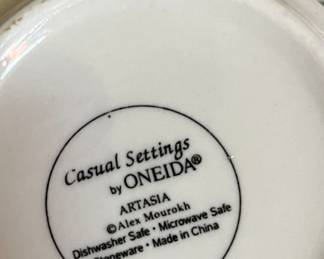 Casual Settings
by ONEIDA®
ARTASIA
©Alex Mourokh
Dishwasher Safe • Microwave Safe
Stoneware • Made in China